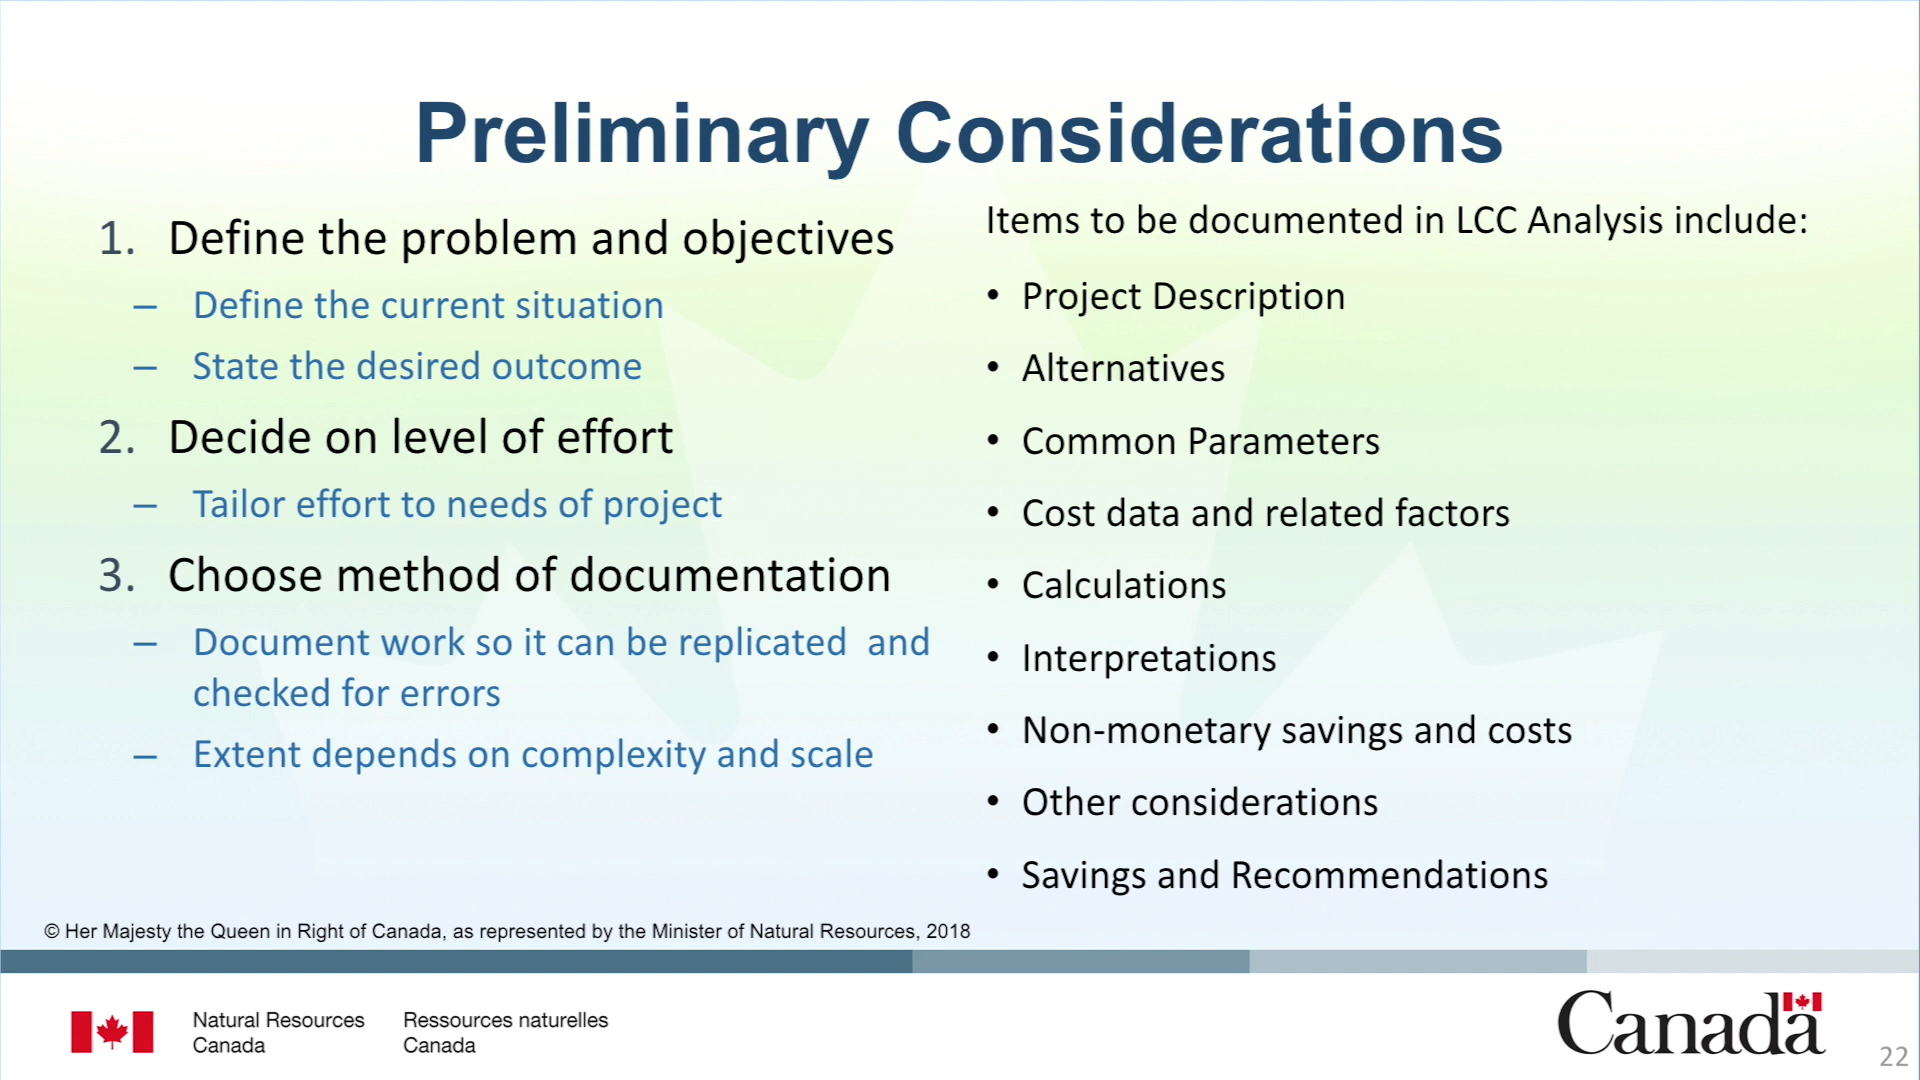 Preliminary Considerations
1. Define the problem and objectives
– Define the current situation
– State the desired outcome
2. Decide on level of effort
– Tailor effort to needs of project
3. Choose method of documentation
– Document work so it can be replicated  and
checked for errors
– Extent depends on complexity and scale
Items to be documented in LCC Analysis include:
• Project Description
• Alternatives
• Common Parameters
• Cost data and related factors
• Calculations
• Interpretations
• Non-monetary savings and costs
• Other considerations
• Savings and Recommendations
© Her Majesty the Queen in Right of Canada, as represented by the Minister of Natural Resources, 2018
Natural Resources
Canada
Ressources naturelles
Canada
Canada
22